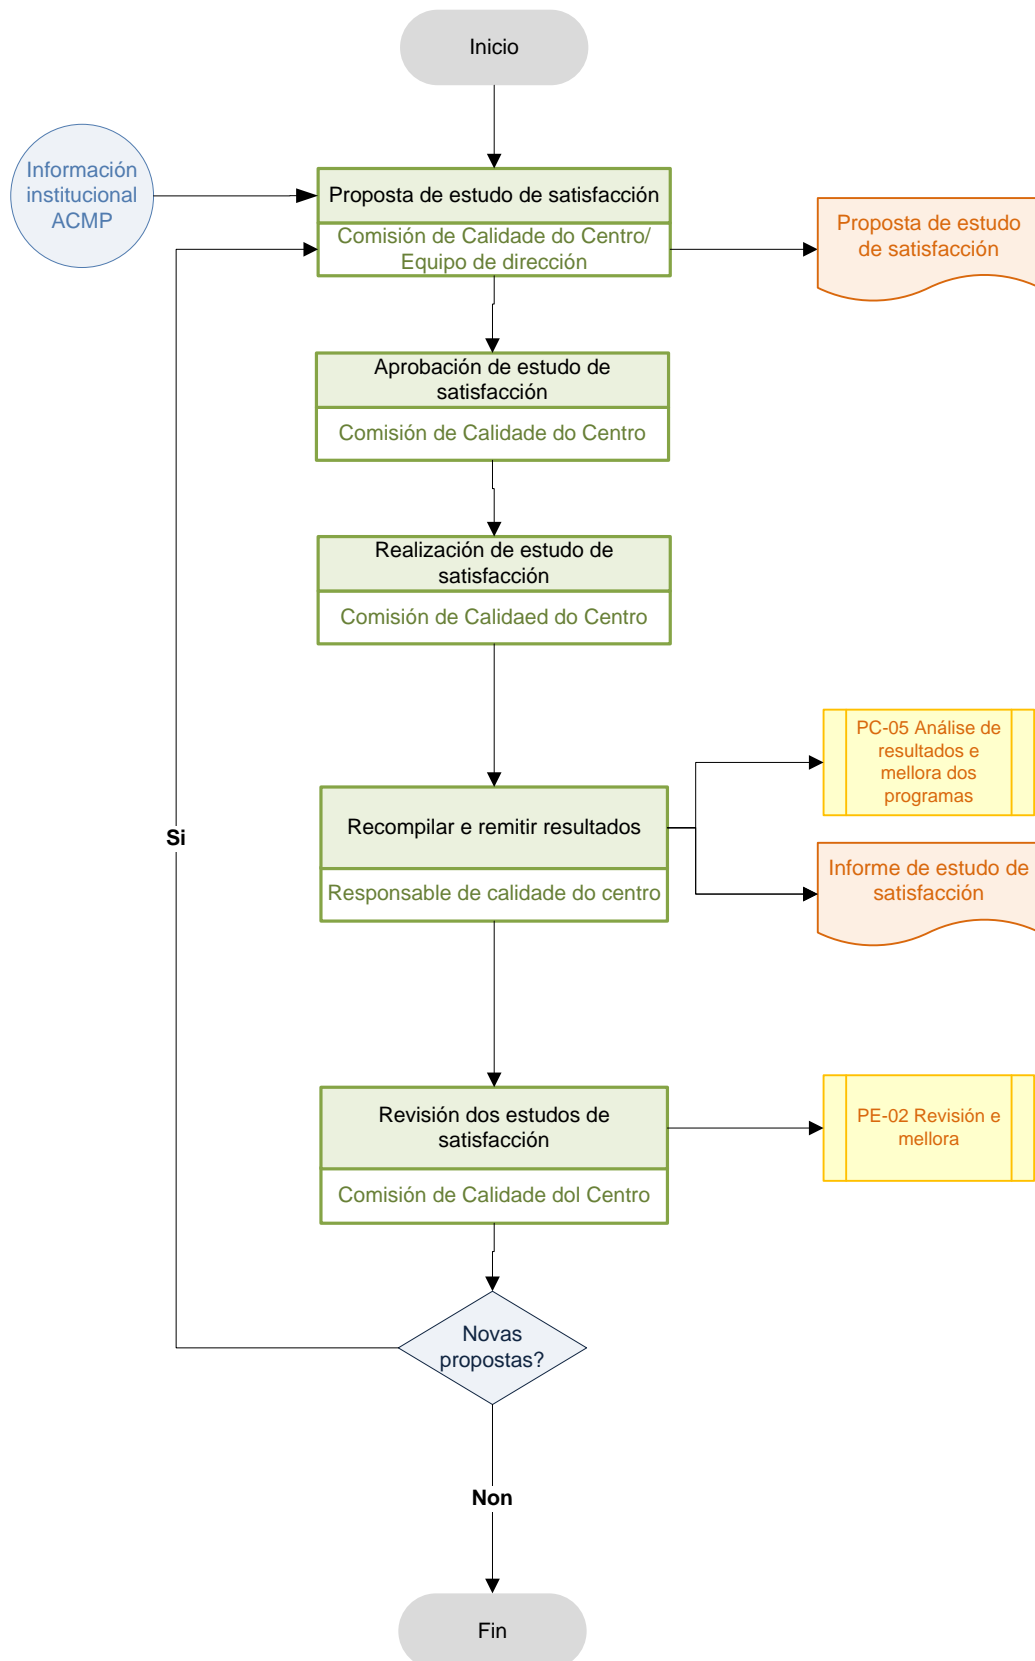 Inicio
Información
institucional
ACMP
Proposta de estudo de satisfacción
Comisión de Calidade do Centro/
Equipo de dirección
Proposta de estudo
de satisfacción
Aprobación de estudo de
satisfacción
Comisión de Calidade do Centro
Realización de estudo de
satisfacción
Comisión de Calidaed do Centro
PC-05 Análise de
resultados e
mellora dos
programas
Recompilar e remitir resultados
Responsable de calidade do centro
Informe de estudo de
satisfacción
Si
Revisión dos estudos de
satisfacción
Comisión de Calidade dol Centro
PE-02 Revisión e
mellora
Novas
propostas?
Non
Fin